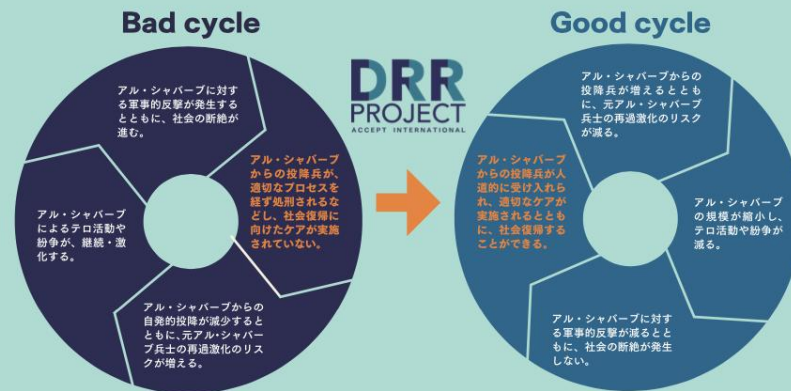 Bad cycle
アル・シャバーブに対す
る軍事的反撃が発生する
とともに、社会の断絶が
進む。
アル・シャバーブ
からの投降兵が、
適切なプロセスを
経ず処刑されるな
どし、社会復帰に
向けたケアが実施
されていない。
アル・シャバーブ
によるテロ活動や
紛争が、継続・激
化する。
アル・シャバーブからの
自発的投降が減少すると
ともに、元アル・シャバー
ブ兵士の再過激化のリス
クが増える。
DRR
PROJECT
ACCEPT INTERNATIONAL
Good cycle
アル・シャバーブからの
投降兵が増えるととも
に、元アル・シャバーブ
兵士の再過激化のリスク
が減る。
アル・シャバーブ
からの投降兵が人
道的に受け入れら
れ、適切なケアが
実施されるととも
に、社会復帰する
ことができる。
アル・シャバーブ
の規模が縮小し、
テロ活動や紛争が
減る。
アル・シャバーブに対す
る軍事的反撃が減るとと
もに、社会の断絶が発生
しない。